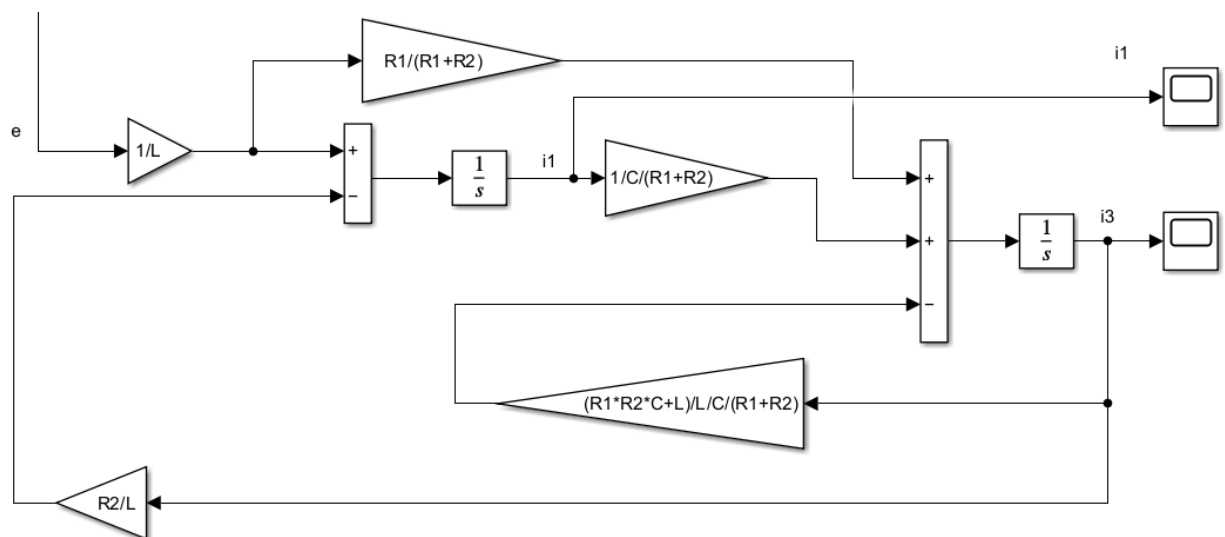 R1/(R1+R2)
i1
e
1/L
+
−
1
s
i1
1/C/(R1+R2)
+
+
−
1
s
i3
(R1*R2*C+L)/L/C/(R1+R2)
R2/L